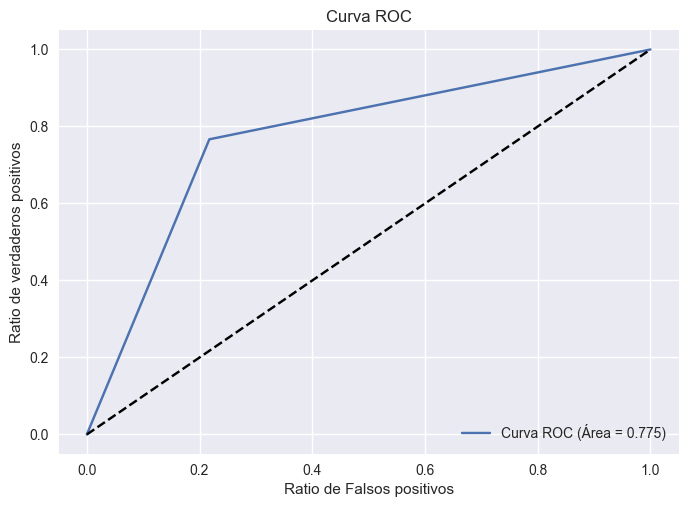 Curva ROC
1.0
0.8
0.6
0.4
0.2
0.0
Ratio de verdaderos positivos
Curva ROC (Área = 0.775)
0.0 0.2 0.4 0.6 0.8 1.0
Ratio de Falsos positivos